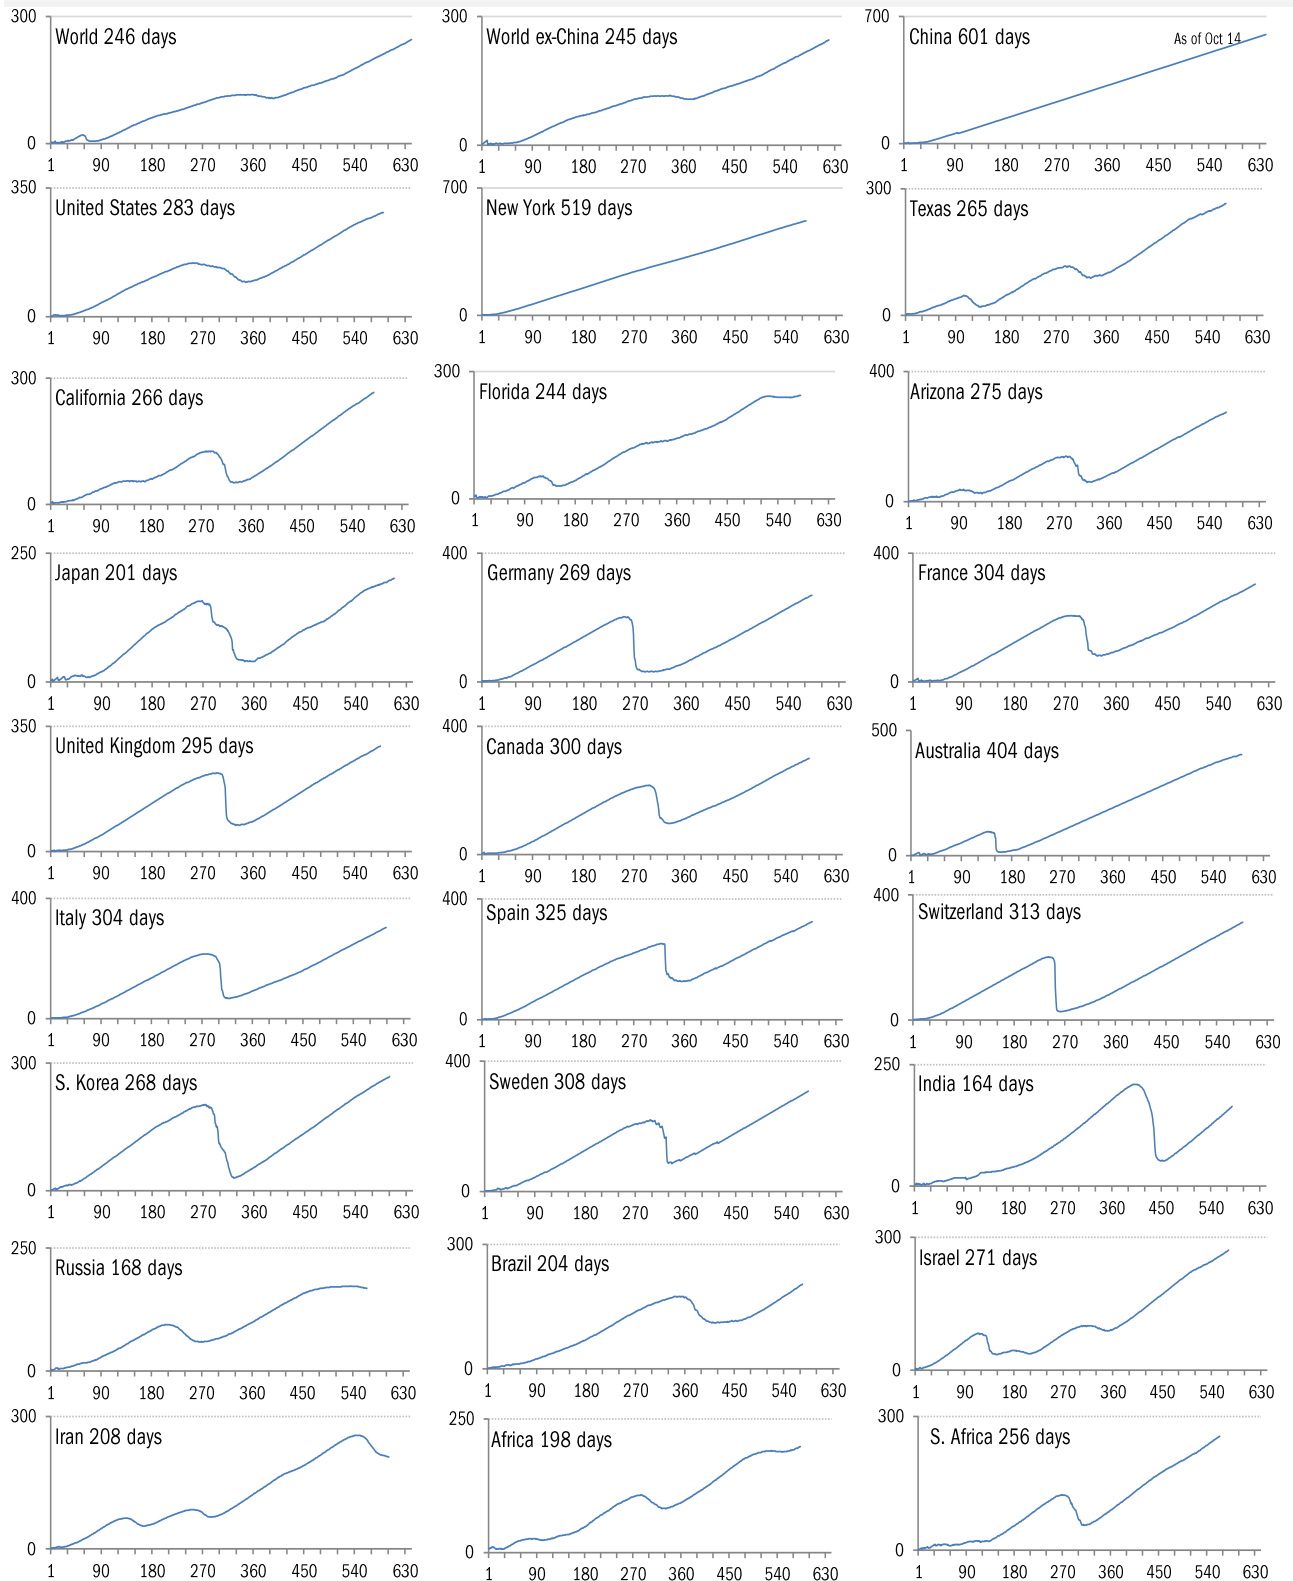 300 300 700
World 246 days World ex-China 245 days China 601 days As of Oct 14
0 0 0
1 90 180 270 360 450 540 630 1 90 180 270 360 450 540 630 1 90 180 270 360 450 540 630
350 700 300
United States 283 days New York 519 days Texas 265 days
0 0 0
1 90 180 270 360 450 540 630 1 90 180 270 360 450 540 630 1 90 180 270 360 450 540 630
300 300 400
California 266 days Florida 244 days Arizona 275 days
0 0 0
1 90 180 270 360 450 540 630 1 90 180 270 360 450 540 630 1 90 180 270 360 450 540 630
250 400 400
Japan 201 days Germany 269 days France 304 days
0 0 0
1 90 180 270 360 450 540 630 1 90 180 270 360 450 540 630 1 90 180 270 360 450 540 630
350 400 500
United Kingdom 295 days Canada 300 days Australia 404 days
0 0 0
1 90 180 270 360 450 540 630 1 90 180 270 360 450 540 630 1 90 180 270 360 450 540 630
400 400 400
Italy 304 days Spain 325 days Switzerland 313 days
0 0 0
1 90 180 270 360 450 540 630 1 90 180 270 360 450 540 630 1 90 180 270 360 450 540 630
300 400 250
S. Korea 268 days Sweden 308 days India 164 days
0 0 0
1 90 180 270 360 450 540 630 1 90 180 270 360 450 540 630 1 90 180 270 360 450 540 630
250 300 300
Russia 168 days Brazil 204 days Israel 271 days
0 0 0
1 90 180 270 360 450 540 630 1 90 180 270 360 450 540 630 1 90 180 270 360 450 540 630
300 250 300
Iran 208 days Africa 198 days S. Africa 256 days
0 0 0
1 90 180 270 360 450 540 630 1 90 180 270 360 450 540 630 1 90 180 270 360 450 540 630